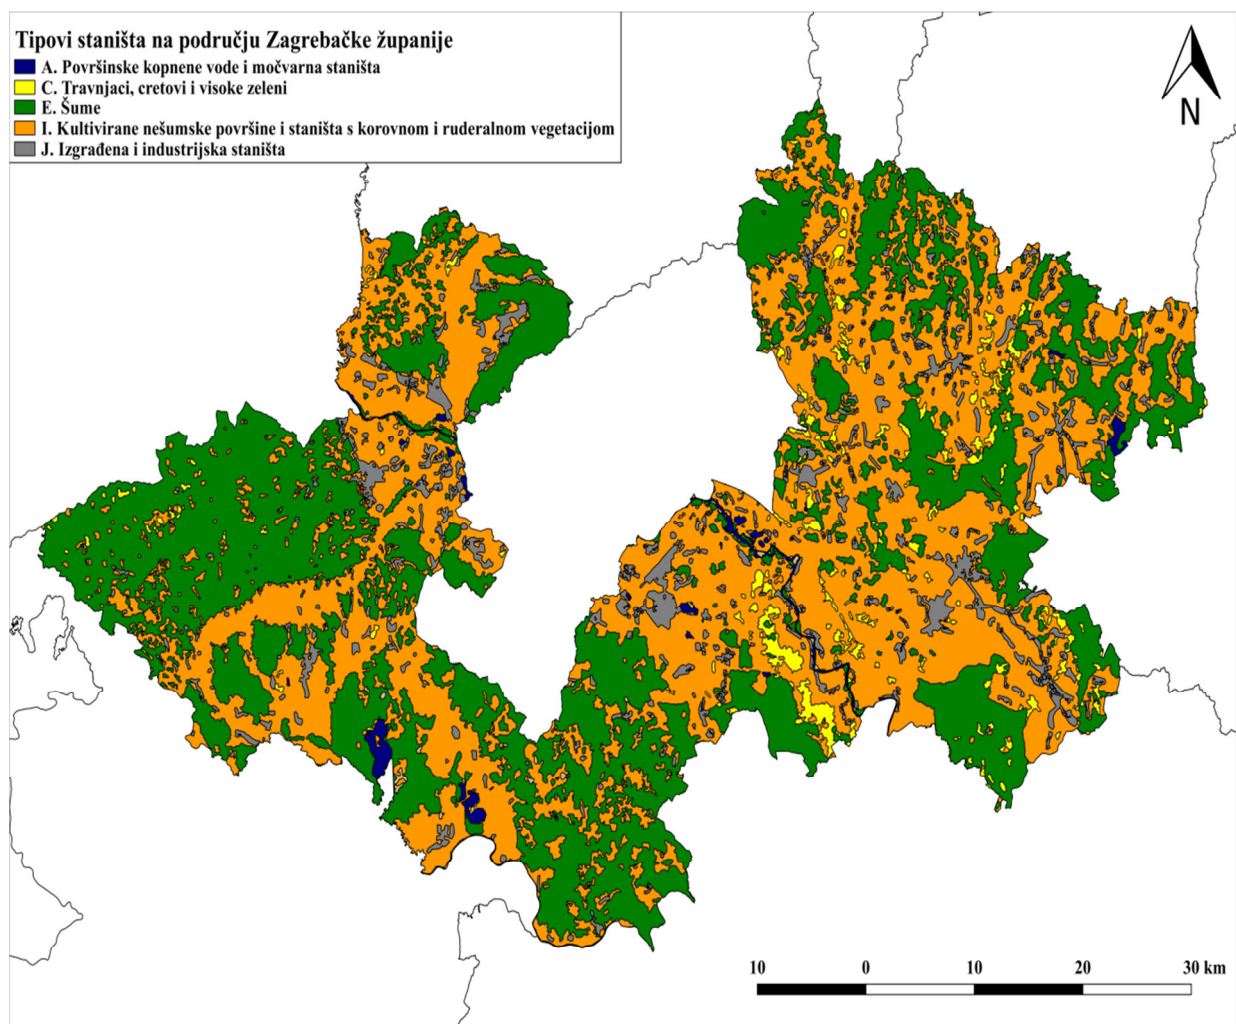 Tipovi staništa na području Zagrebačke županije
A. Površinske kopnene vode i močvarna staništa
C. Travnjaci, cretovi i visoke zeleni
E. Šume
I. Kultivirane nešumske površine i staništa s korovnom i ruderalnom vegetacijom
J. Izgrađena i industrijska staništa
N
10 0 10 20 30 km